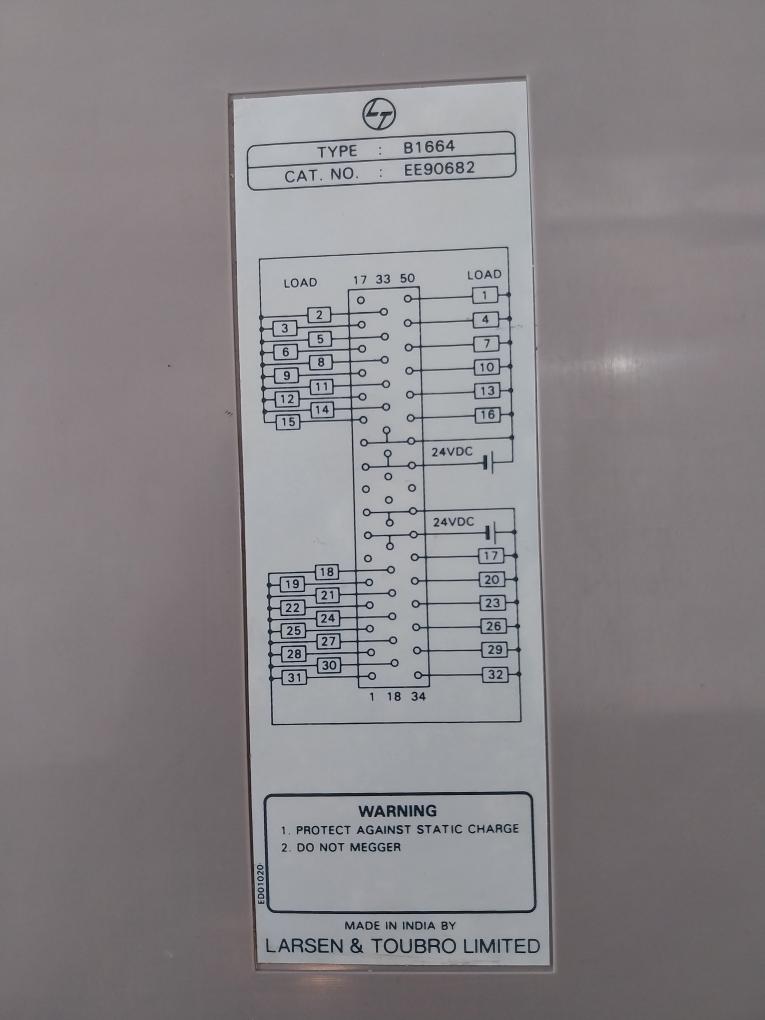 LT
TYPE : B1664
CAT. NO. : EE90682
LOAD 17 33 50 LOAD
1
2
3
4
5
6
7
8
9
10
11
12
13
14
15
16
24VDC
24VDC
17
18
19
20
21
22
23
24
25
26
27
28
29
30
31
32
1 18 34
WARNING
1. PROTECT AGAINST STATIC CHARGE
2. DO NOT MEGGER
ED01020
MADE IN INDIA BY
LARSEN & TOUBRO LIMITED